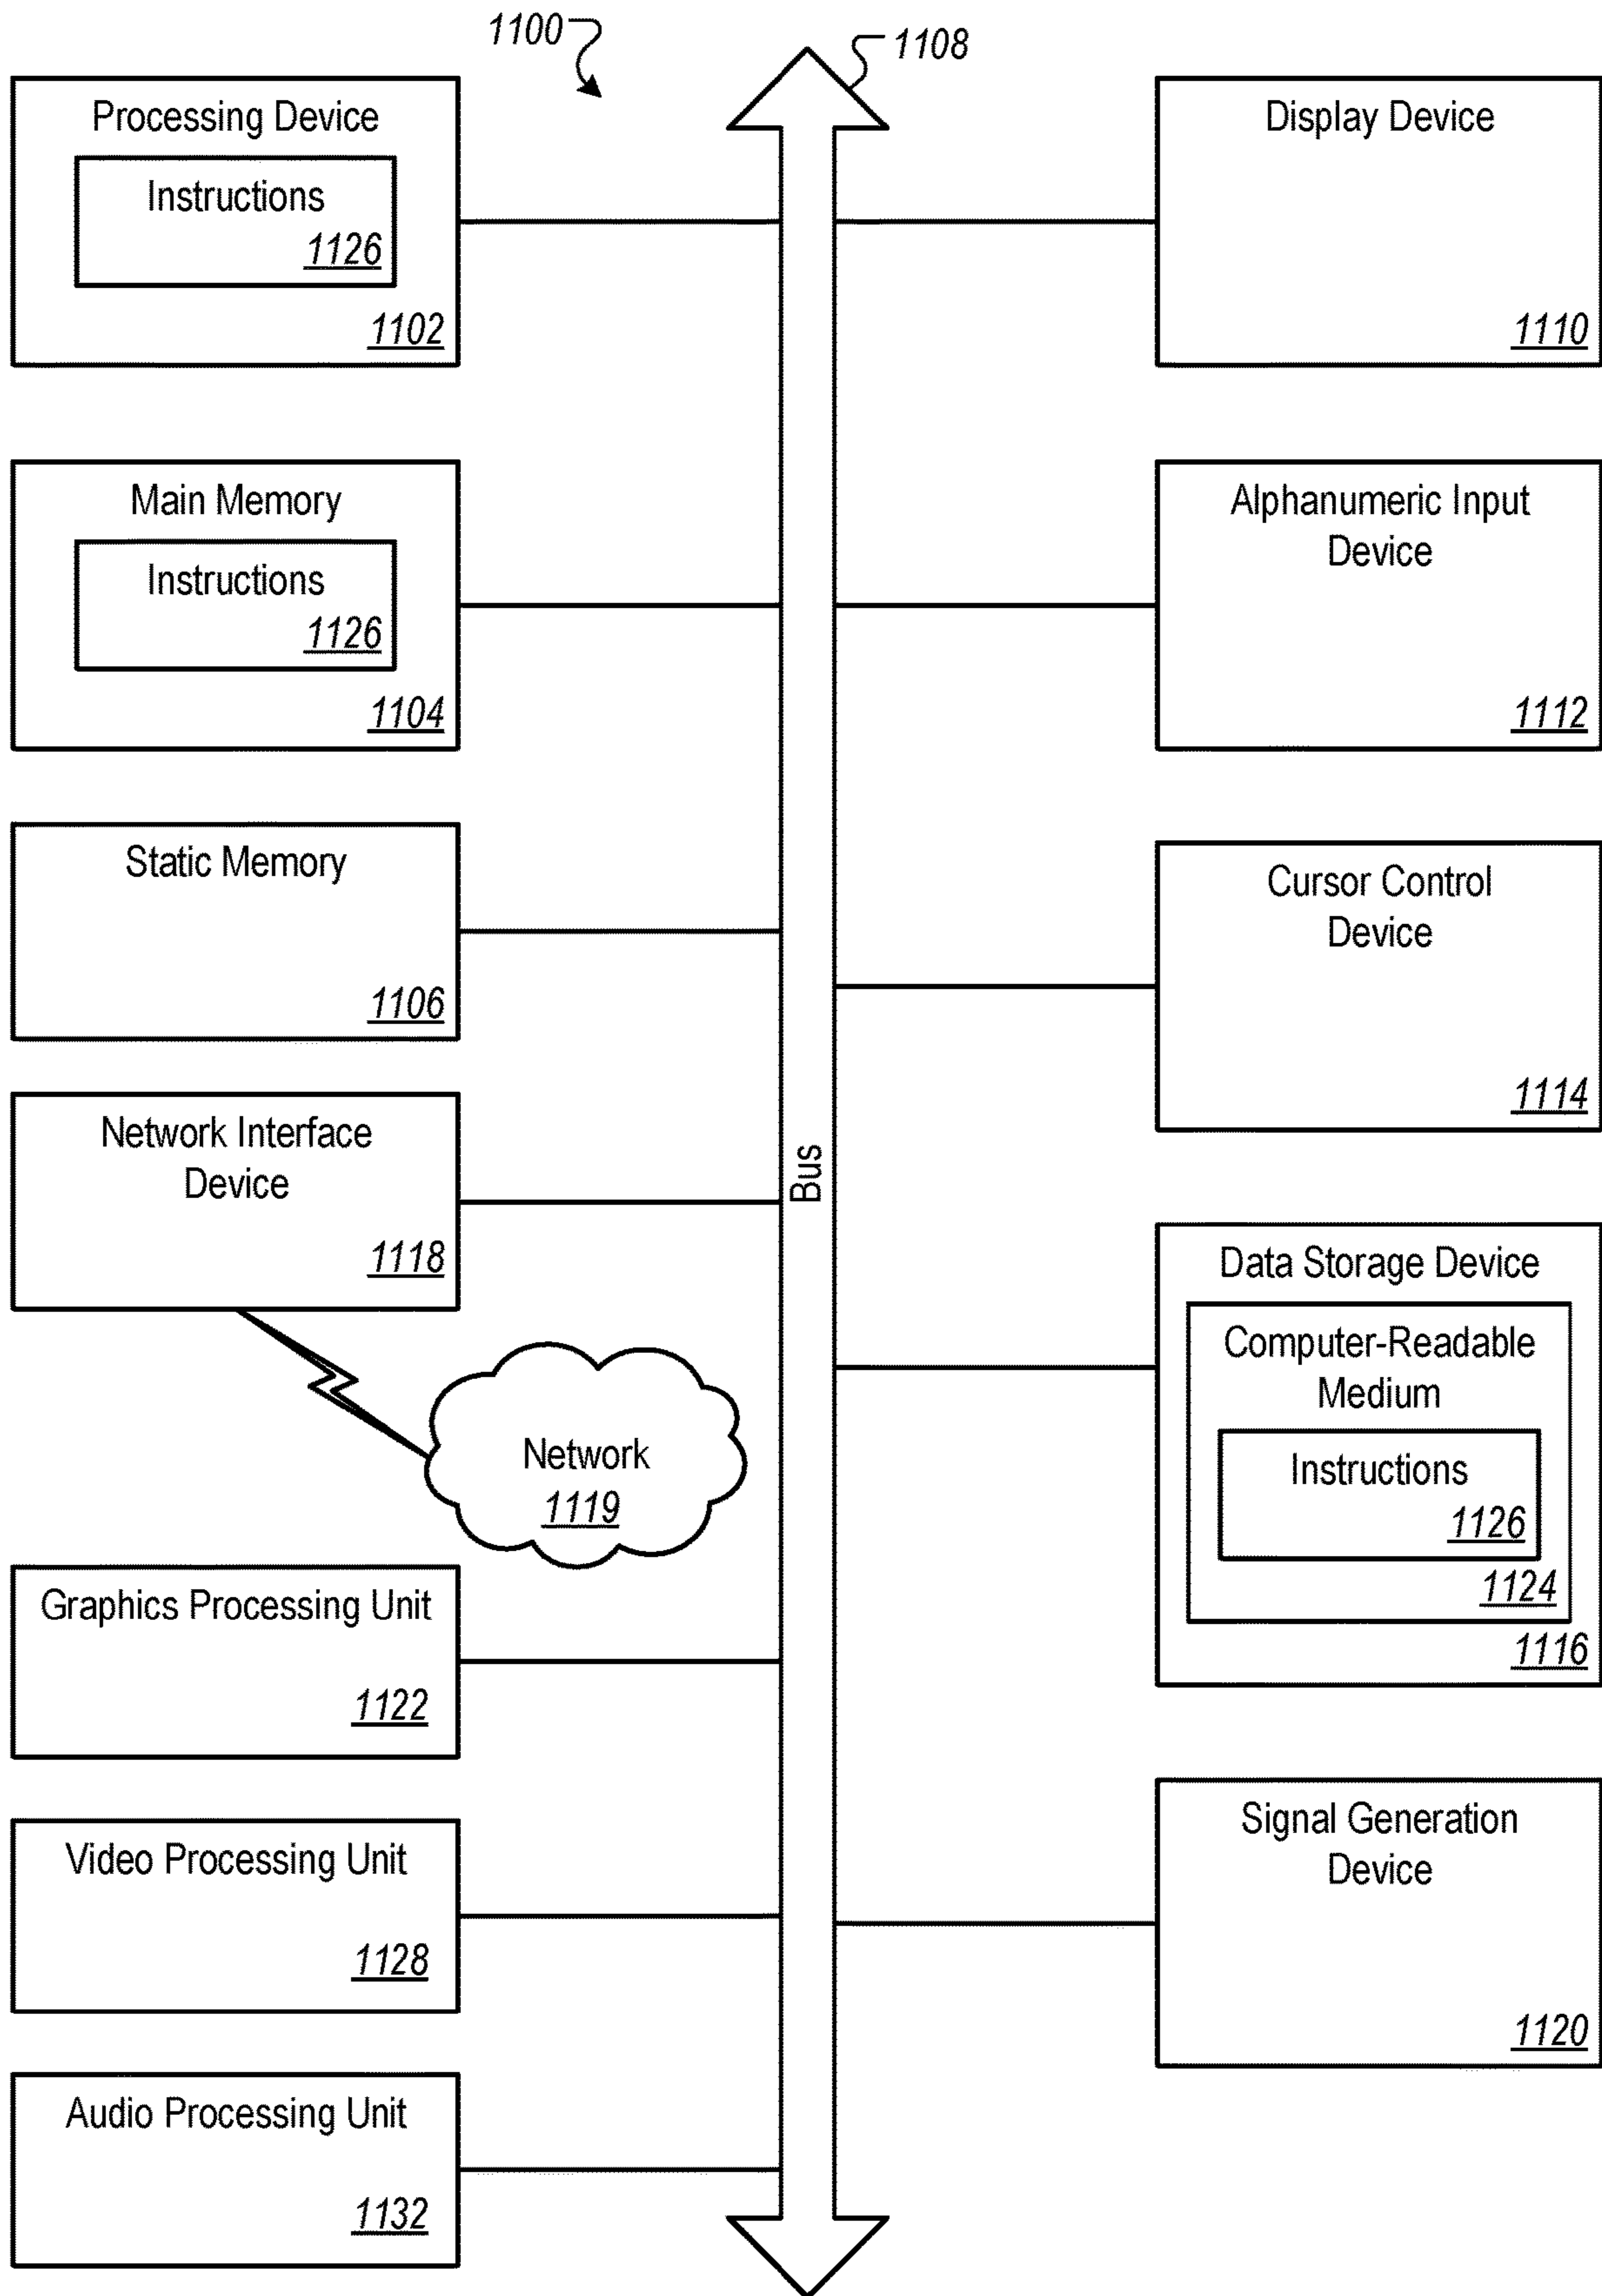 1100
1108
Processing Device
Instructions
1126
1102
Main Memory
Instructions
1126
1104
Static Memory
1106
Network Interface
Device
1118
Network
1119
Graphics Processing Unit
1122
Video Processing Unit
1128
Audio Processing Unit
1132
Bus
Display Device
1110
Alphanumeric Input
Device
1112
Cursor Control
Device
1114
Data Storage Device
Computer-Readable
Medium
Instructions
1126
1124
1116
Signal Generation
Device
1120